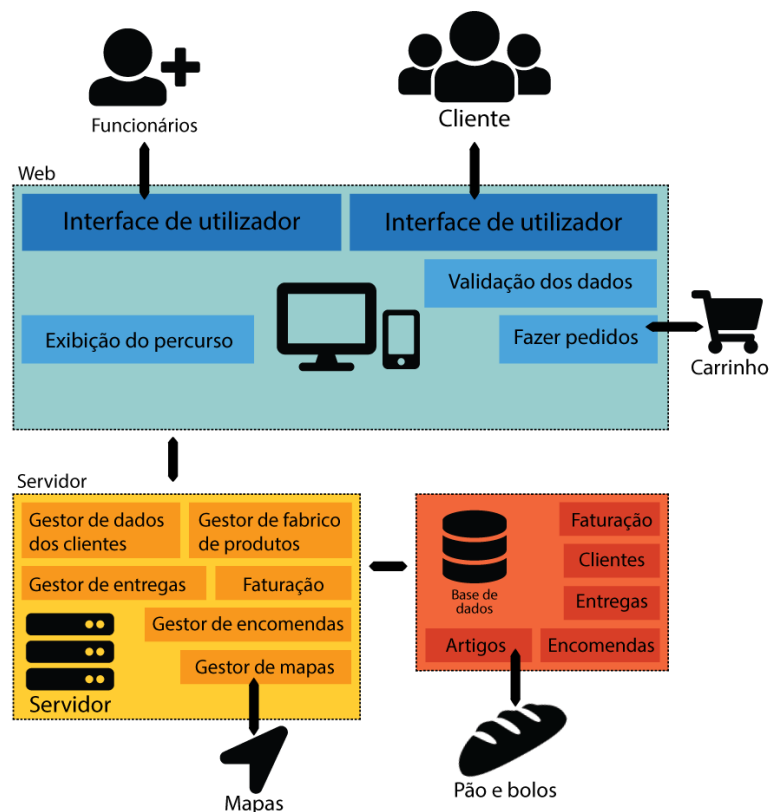 Funcionários
Cliente
Web
Interface de utilizador
Interface de utilizador
Validação dos dados
Exibição do percurso
Fazer pedidos
Carrinho
Servidor
Gestor de dados
dos clientes
Gestor de fabrico
de produtos
Gestor de entregas
Faturação
Gestor de encomendas
Gestor de mapas
Servidor
Mapas
Base de
dados
Faturação
Clientes
Entregas
Artigos
Encomendas
Pão e bolos